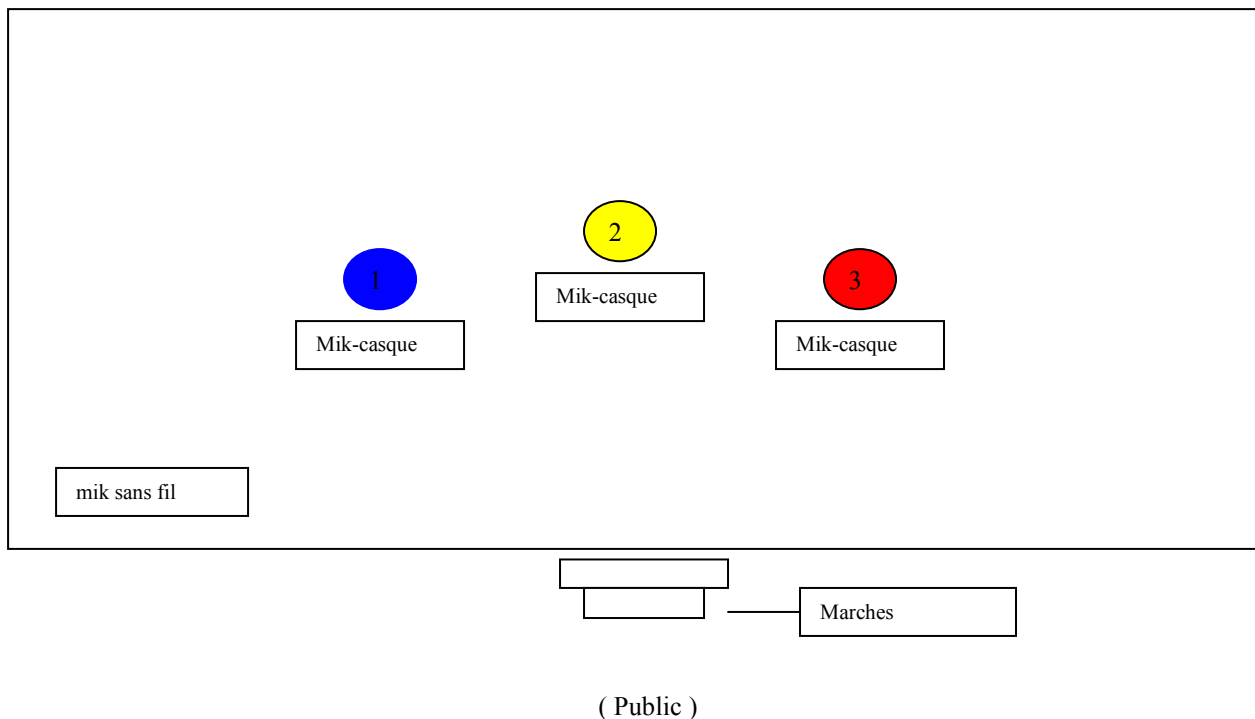 2
1
3
Mik-casque
Mik-casque
Mik-casque
mik sans fil
Marches
( Public )